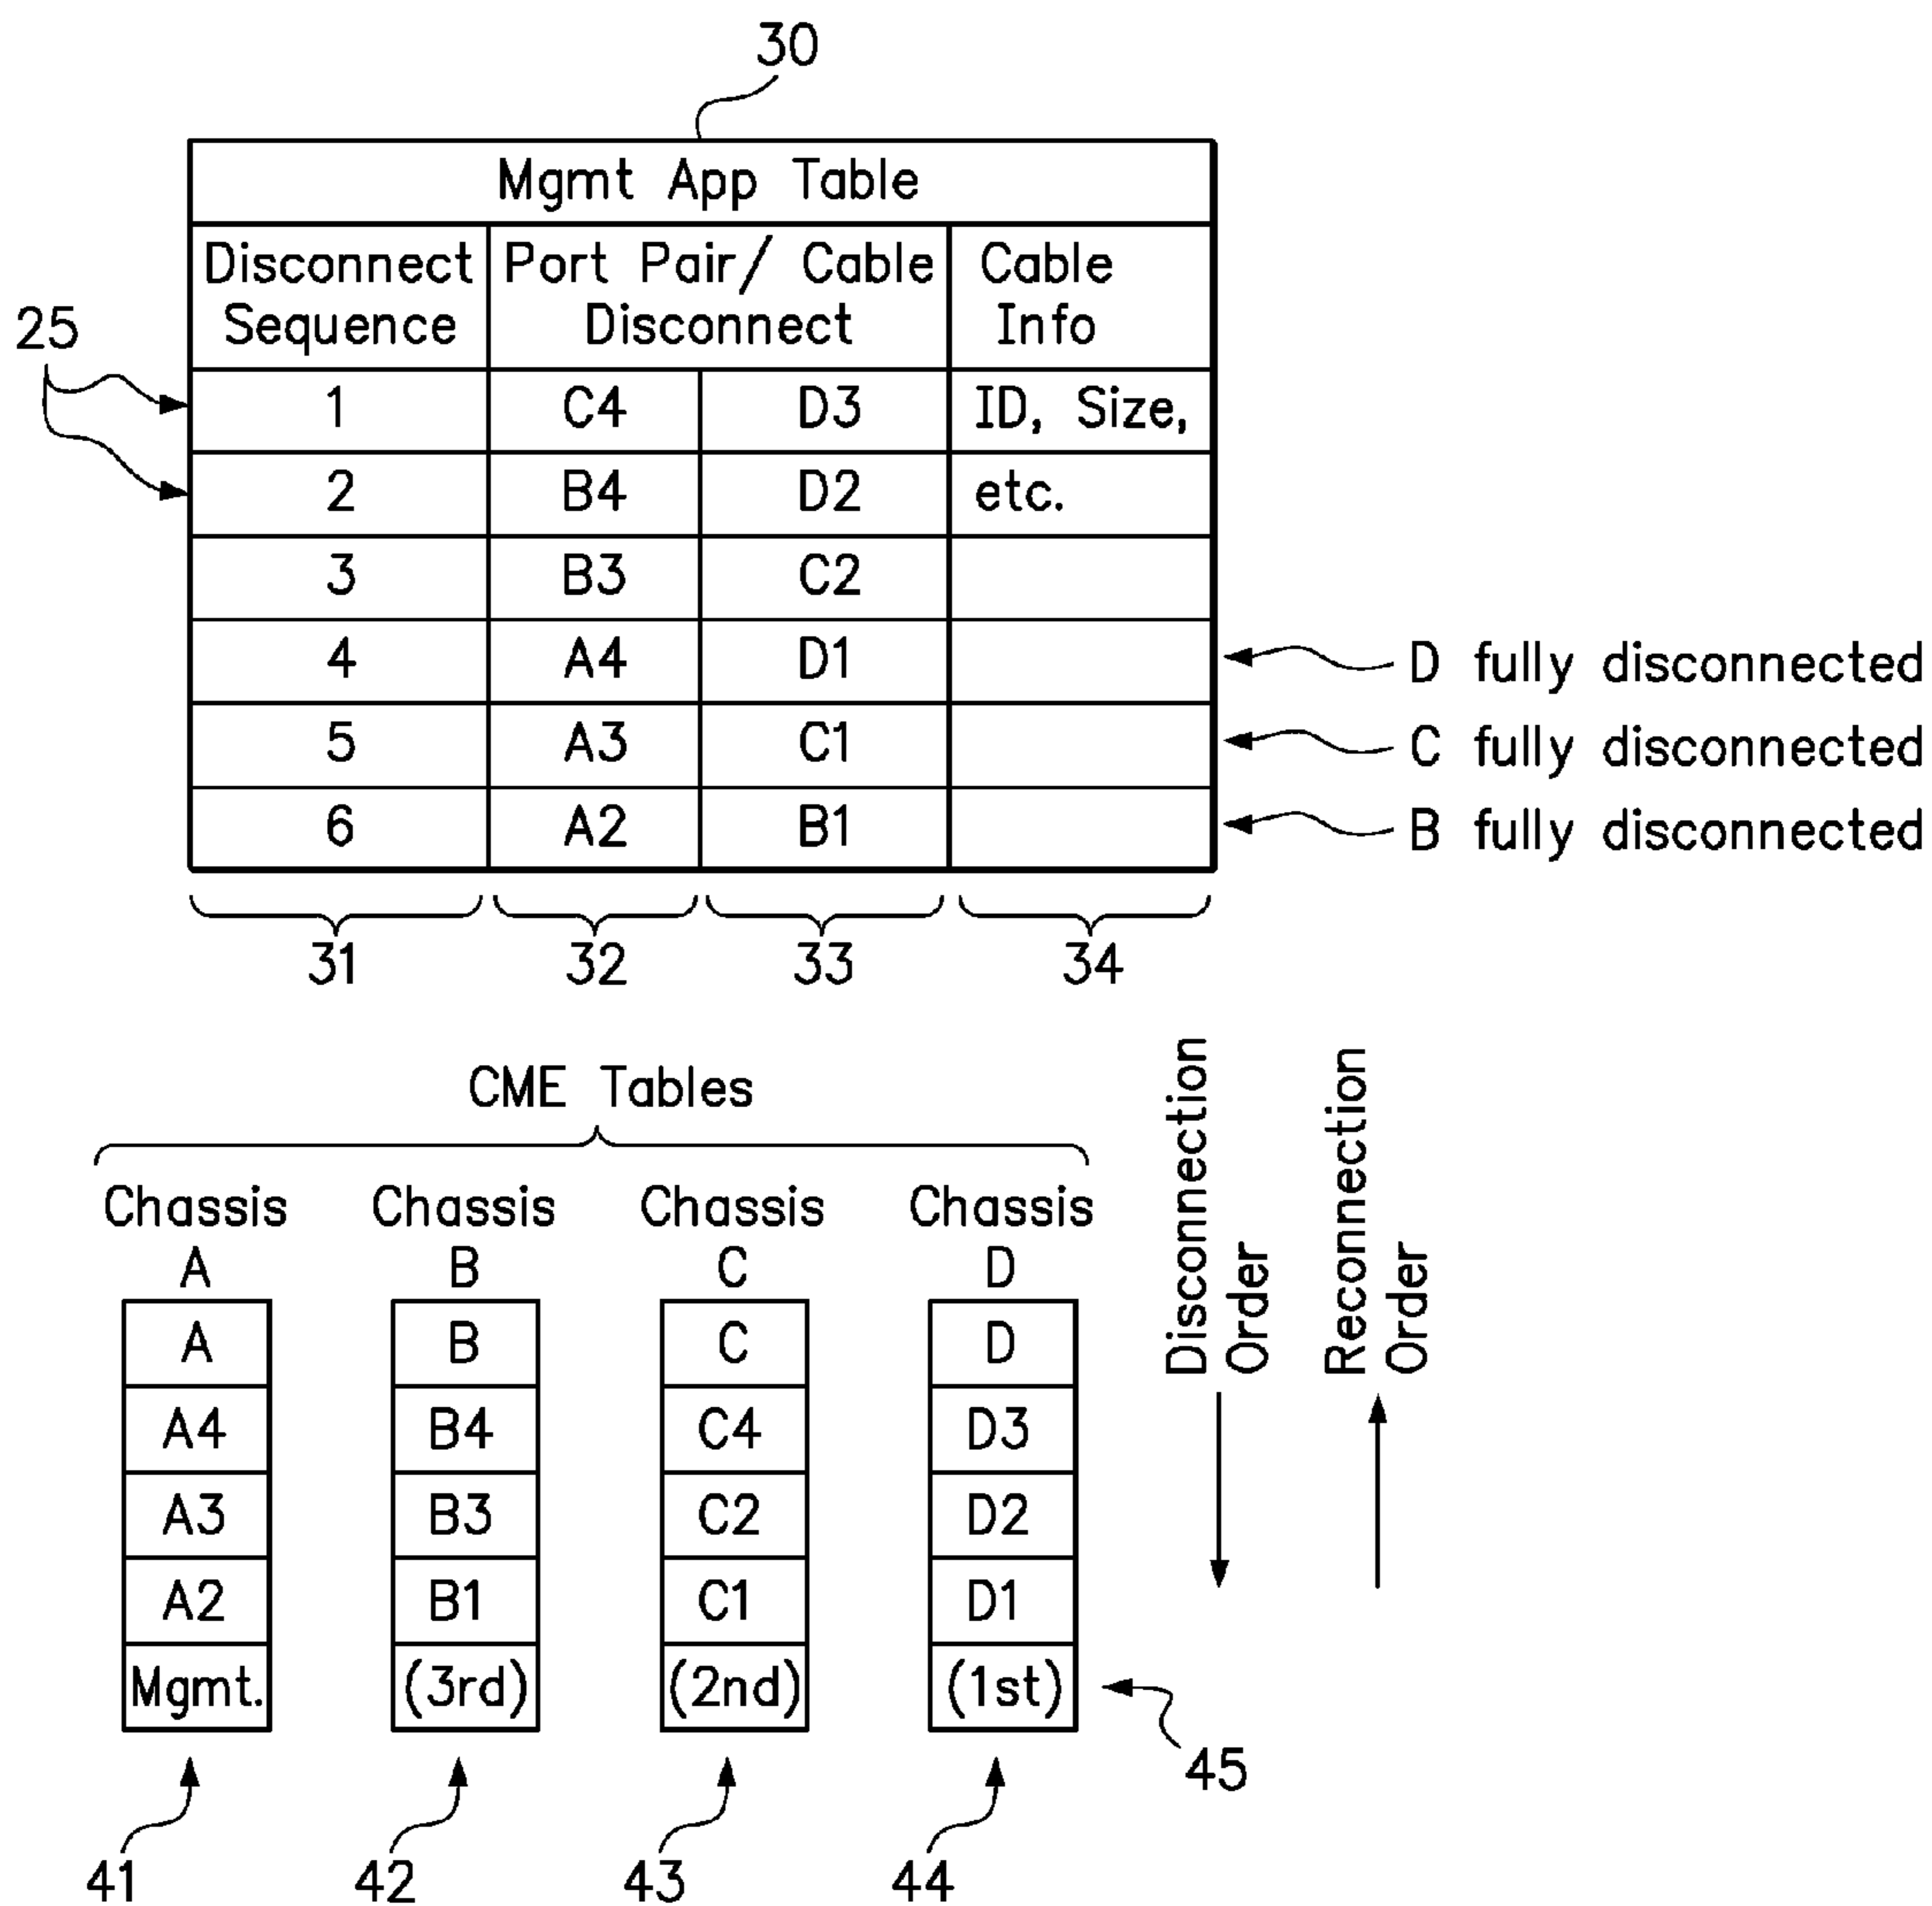 30
Mgmt App Table
Disconnect Sequence
Port Pair/ Cable Disconnect
Cable Info
25
1 C4 D3 ID, Size,
2 B4 D2 etc.
3 B3 C2
4 A4 D1
D fully disconnected
5 A3 C1
C fully disconnected
6 A2 B1
B fully disconnected
31 32 33 34
CME Tables
Disconnection Order
Reconnection Order
Chassis Chassis Chassis Chassis
A B C D
A B C D
A4 B4 C4 D3
A3 B3 C2 D2
A2 B1 C1 D1
Mgmt. (3rd) (2nd) (1st)
45
41 42 43 44